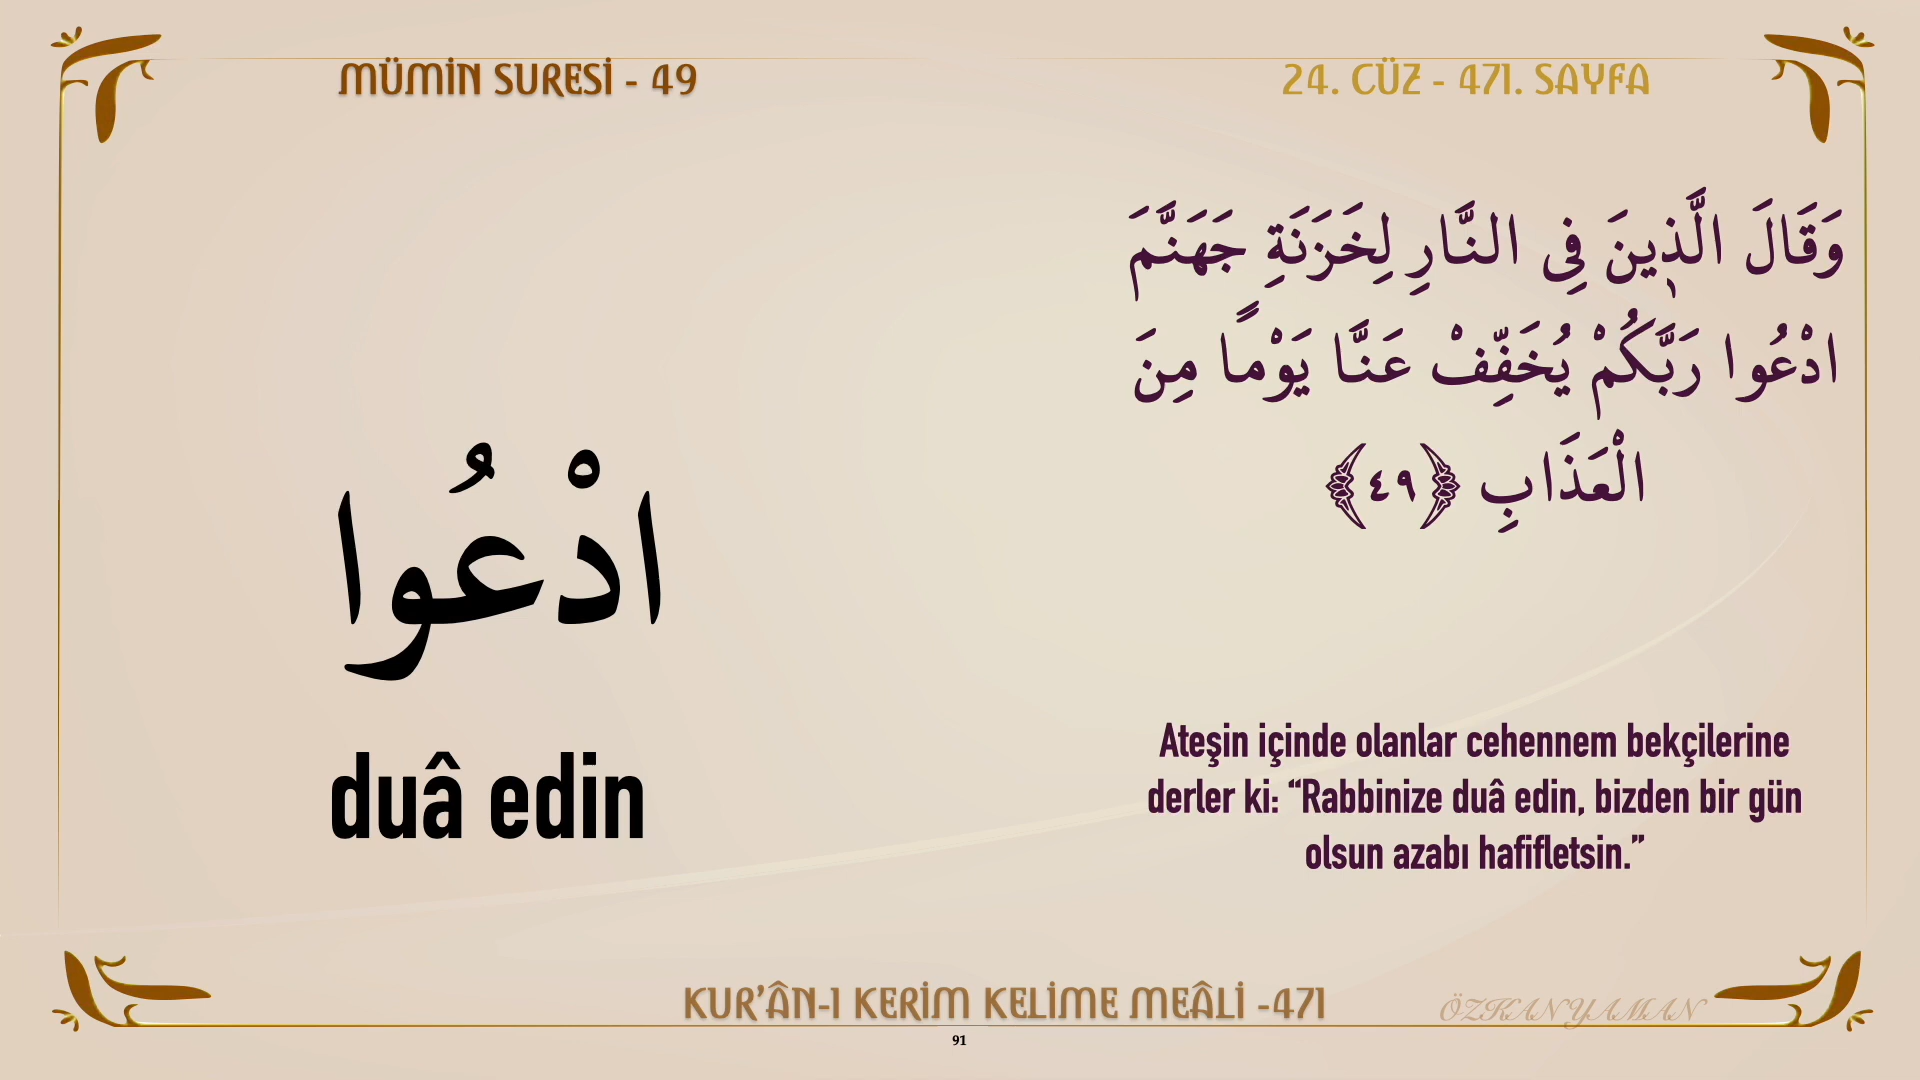 MÜMİN SURESİ - 49
24. CÜZ - 471. SAYFA
وَقَالَ الَّذ۪ينَ فِى النَّارِ لِخَزَنَةِ جَهَنَّمَ
ادْعُوا رَبَّكُمْ يُخَفِّفْ عَنَّا يَوْمًا مِنَ
الْعَذَابِ ﴿٤٩﴾
ادْعُوا
duâ edin
Ateşin içinde olanlar cehennem bekçilerine
derler ki: “Rabbinize duâ edin, bizden bir gün
olsun azabı hafifletsin.”
KUR’ÂN-I KERİM KELİME MEÂLİ -471
ÖZKAN YAMAN
91